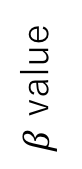 β value